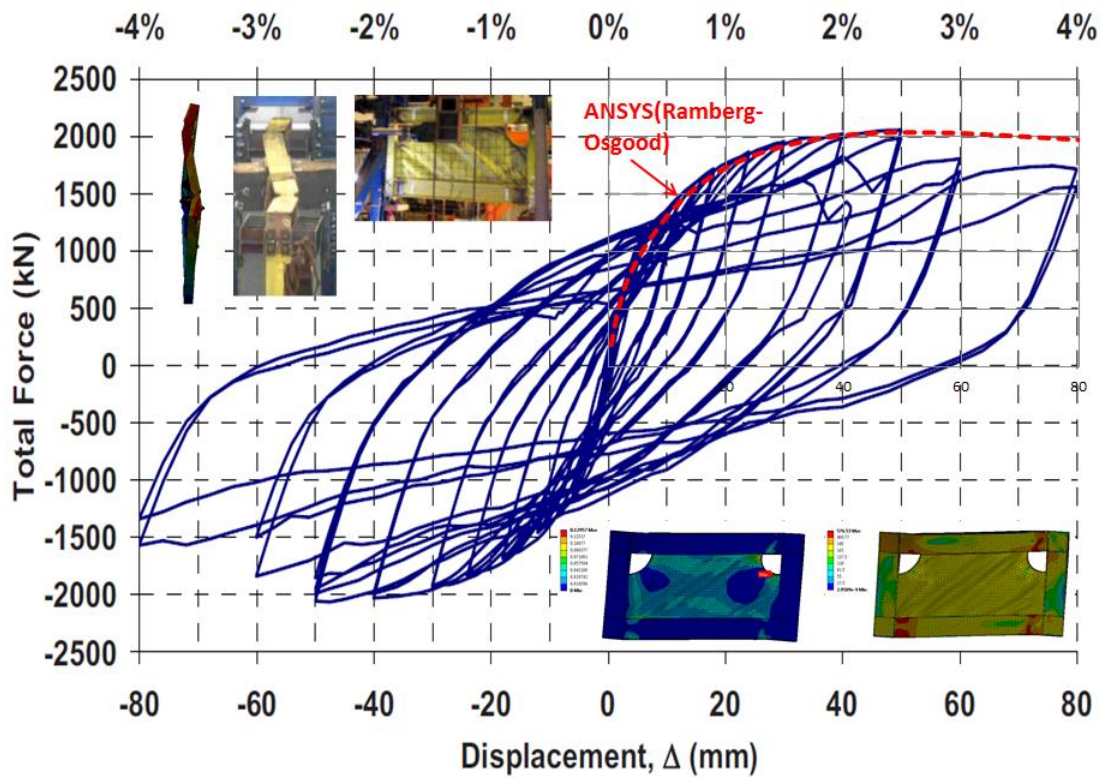 -4% -3% -2% -1% 0% 1% 2% 3% 4%
2500
2000
1500
1000
500
0
-500
-1000
-1500
-2000
-2500
Total Force (kN)
ANSYS(Ramberg-
Osgood)
20 40 60 80
-80 -60 -40 -20 0 20 40 60 80
Displacement, Δ (mm)